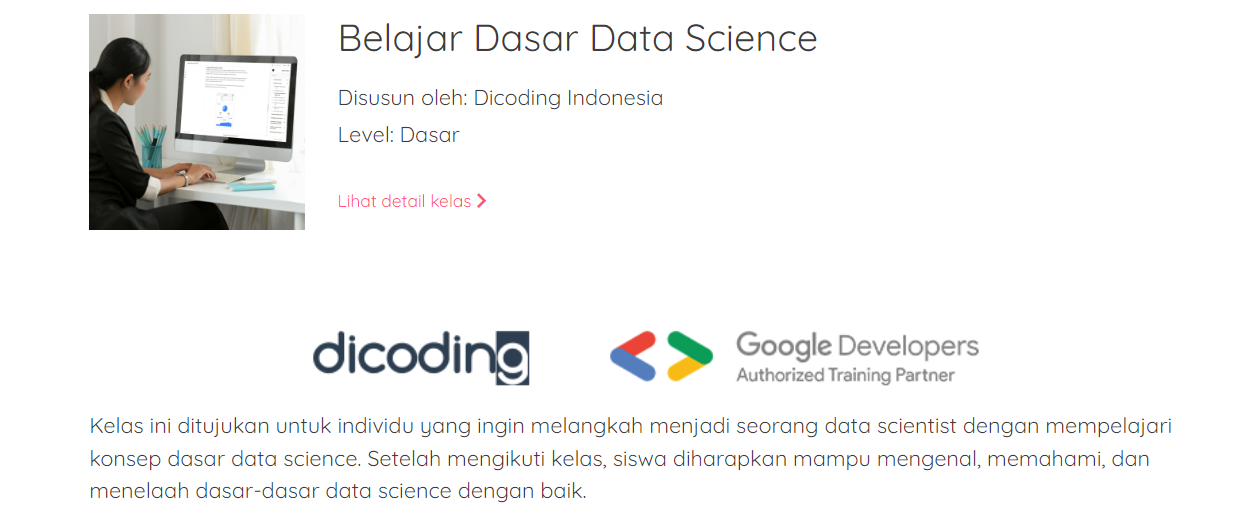 Belajar Dasar Data Science
Disusun oleh: Dicoding Indonesia
Level: Dasar
Lihat detail kelas
dicoding
Google Developers
Authorized Training Partner
Kelas ini ditujukan untuk individu yang ingin melangkah menjadi seorang data scientist dengan mempelajari
konsep dasar data science. Setelah mengikuti kelas, siswa diharapkan mampu mengenal, memahami, dan
menelaah dasar-dasar data science dengan baik.